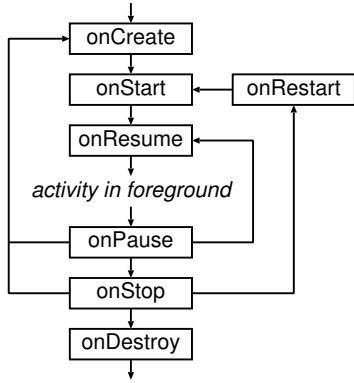 onCreate
onStart
onRestart
onResume
activity in foreground
onPause
onStop
onDestroy